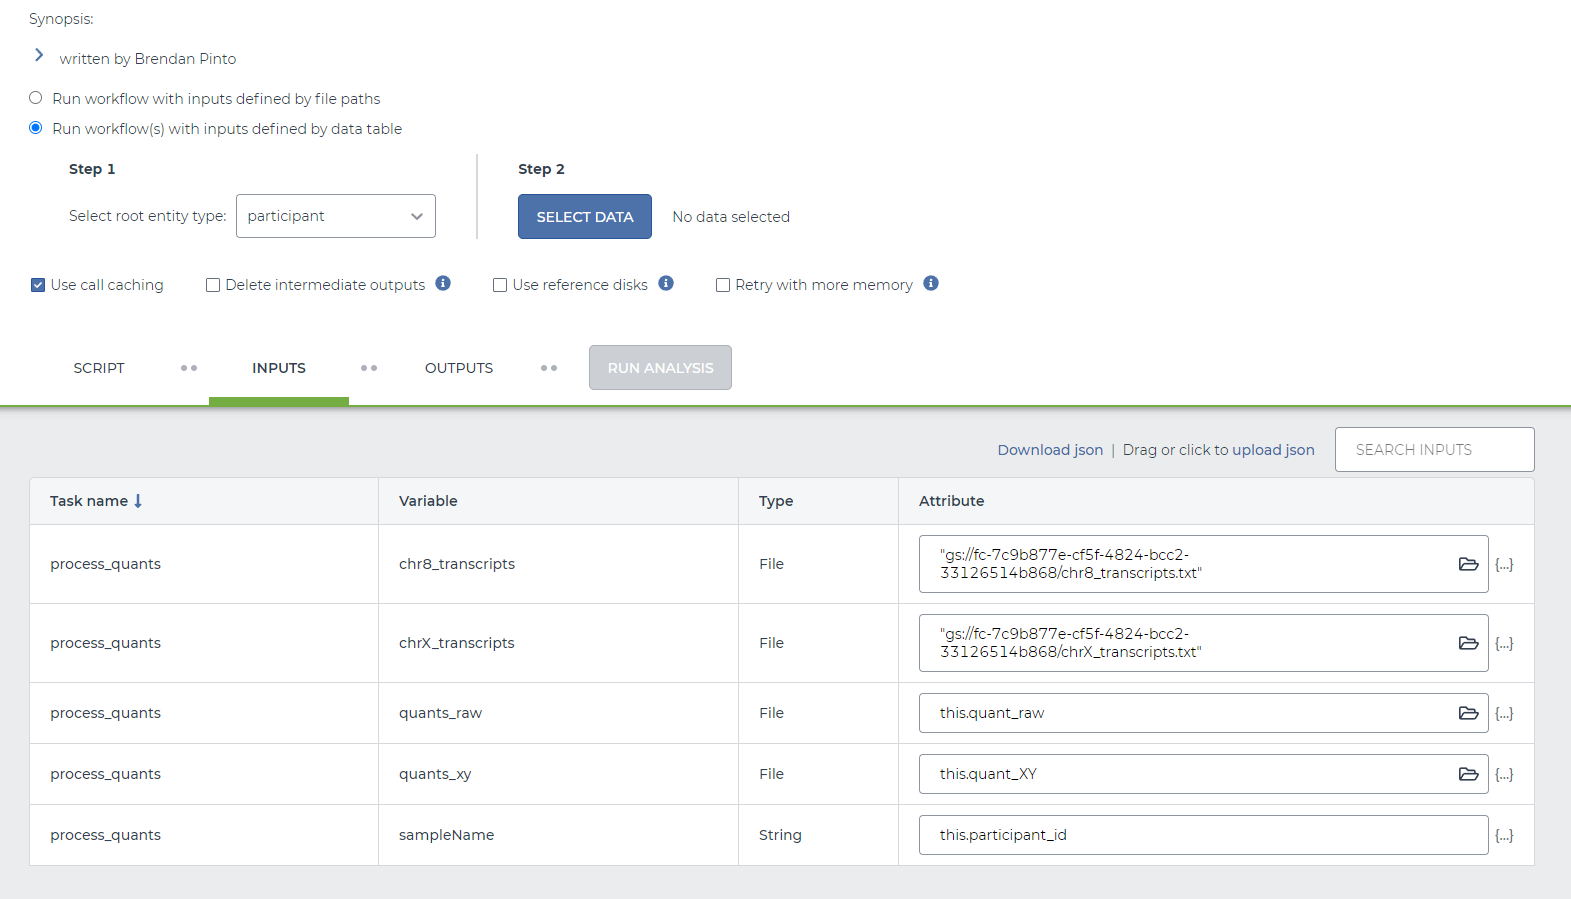 Synopsis:
written by Brendan Pinto
Run workflow with inputs defined by file paths
Run workflow(s) with inputs defined by data table
Step 1
Select root entity type: participant
Step 2
SELECT DATA No data selected
Use call caching Delete intermediate outputs Use reference disks Retry with more memory
SCRIPT INPUTS OUTPUTS RUN ANALYSIS
Download json | Drag or click to upload json SEARCH INPUTS
Task name Variable Type Attribute
process_quants chr8_transcripts File "gs://fc-7c9b877e-cf5f-4824-bcc2-
33126514b868/chr8_transcripts.txt" {...}
process_quants chrX_transcripts File "gs://fc-7c9b877e-cf5f-4824-bcc2-
33126514b868/chrX_transcripts.txt" {...}
process_quants quants_raw File this.quant_raw {...}
process_quants quants_xy File this.quant_XY {...}
process_quants sampleName String this.participant_id {...}